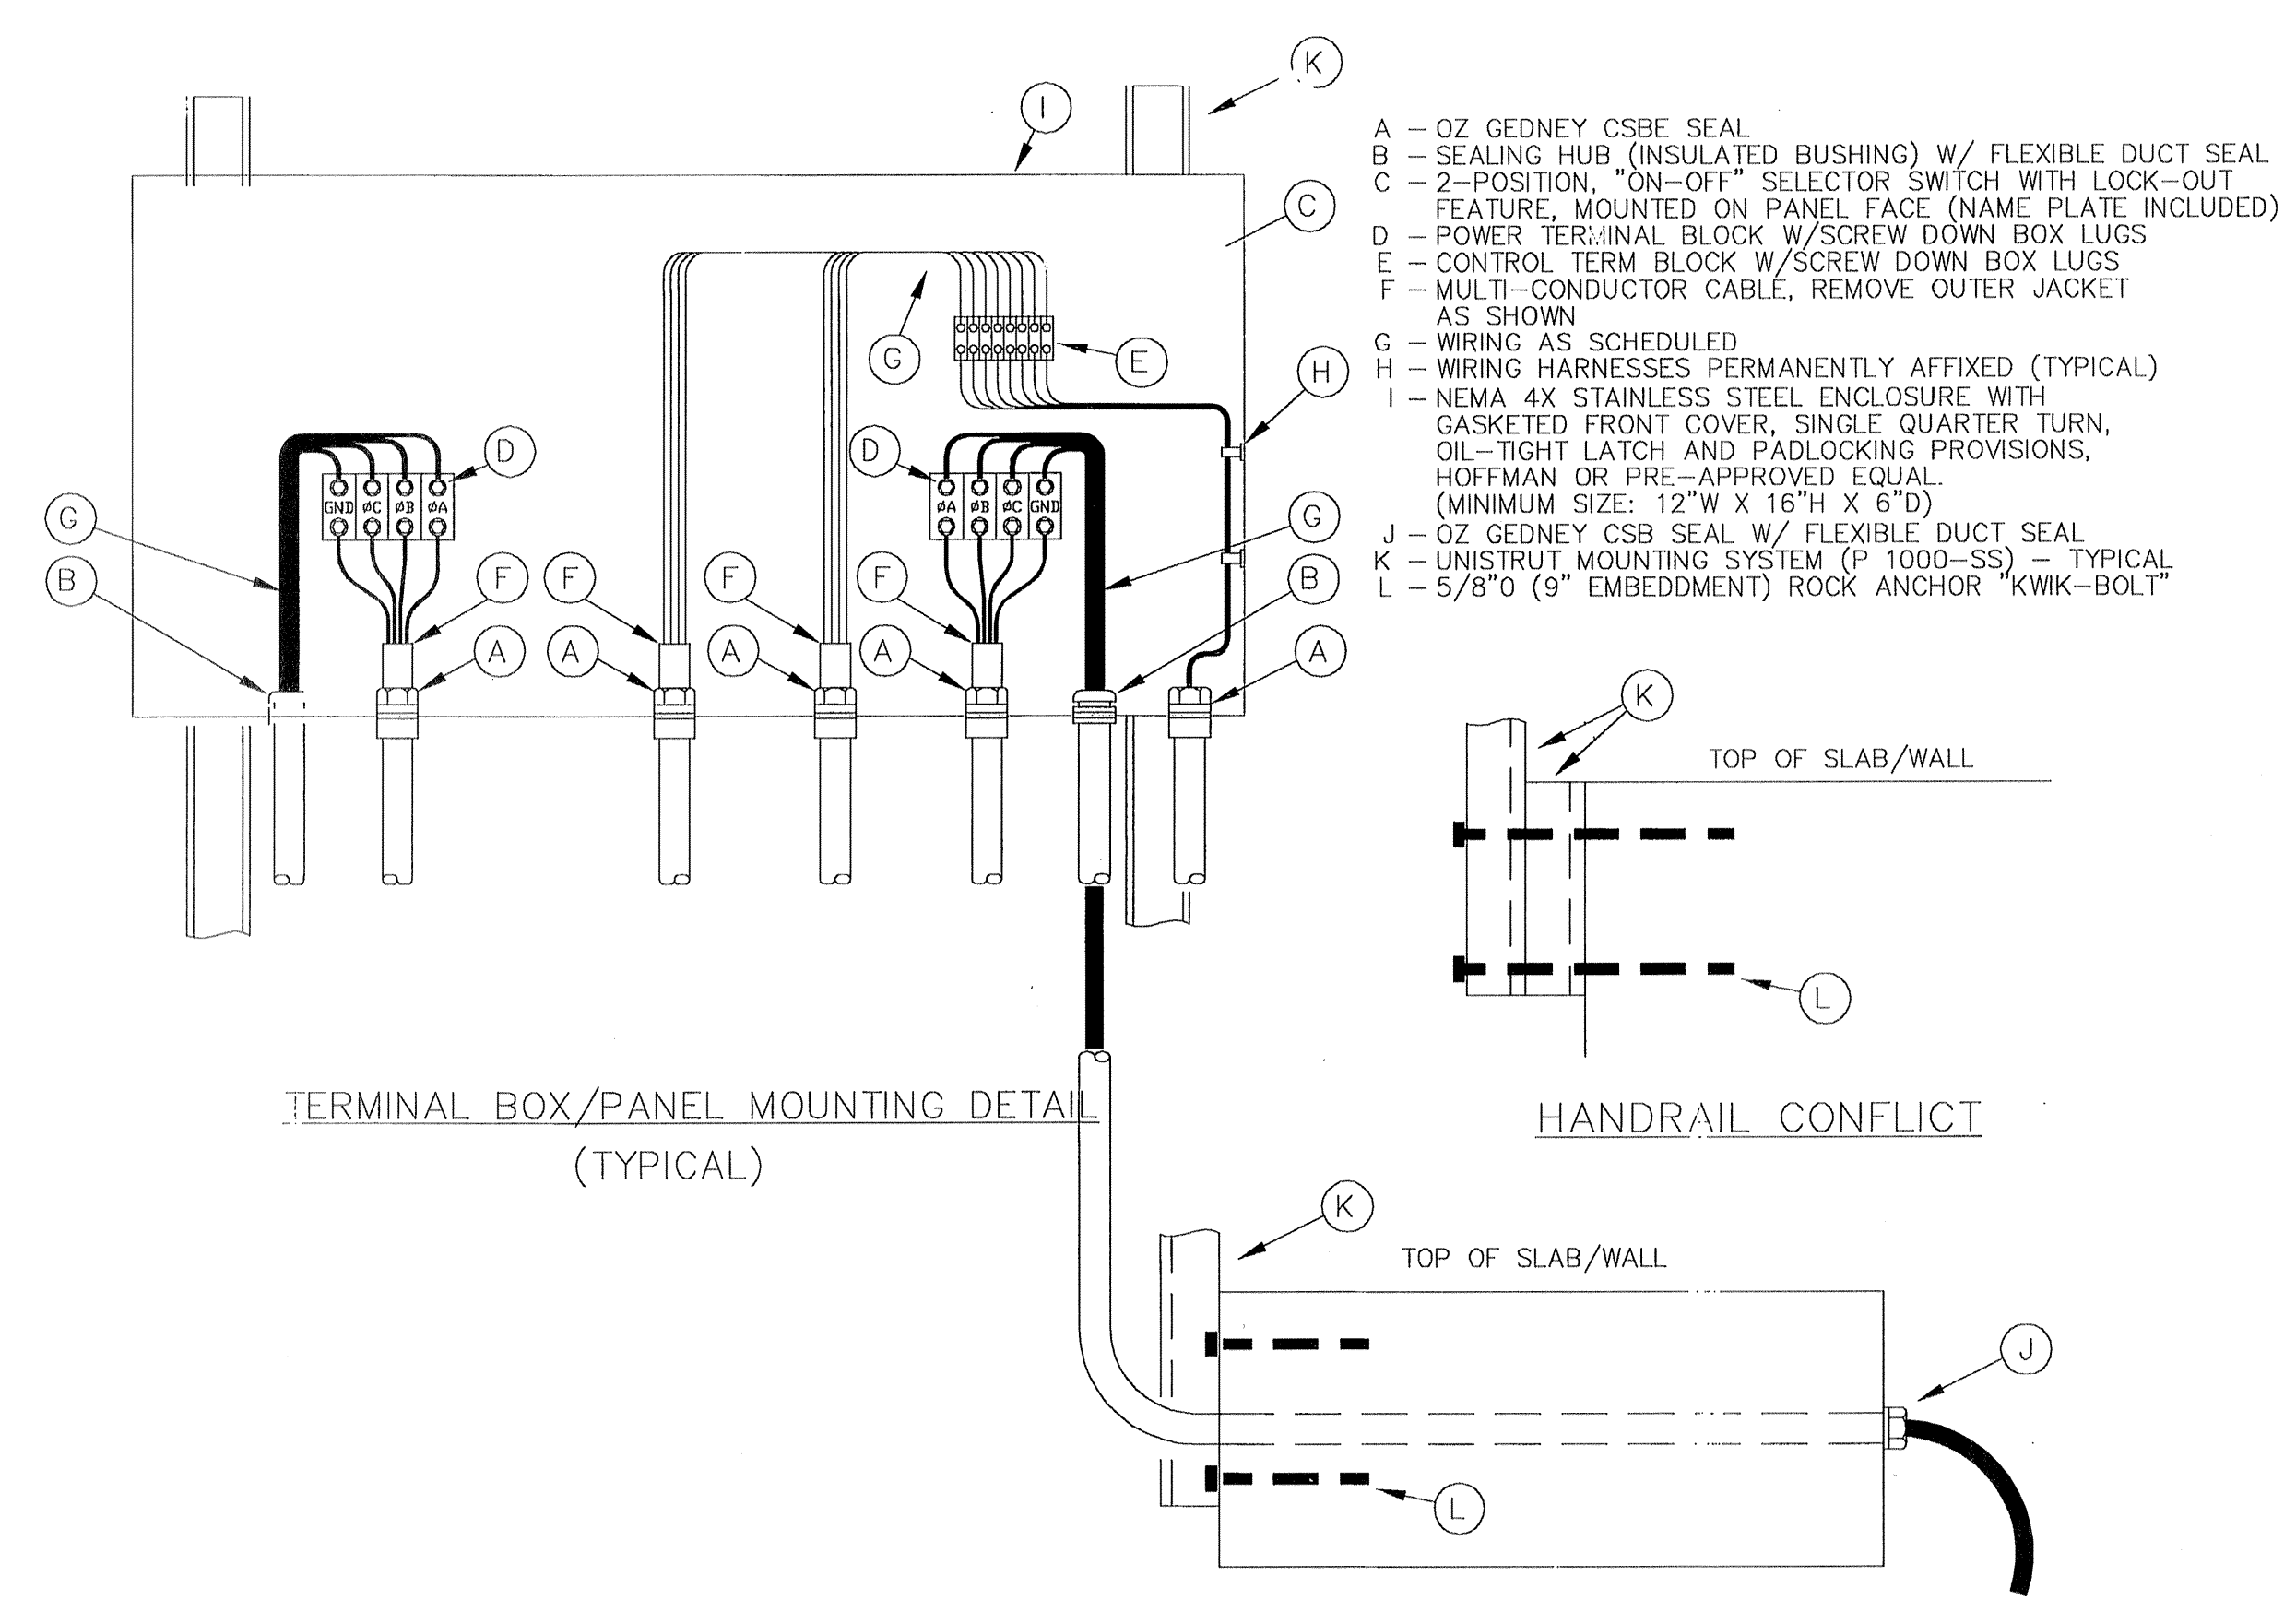 K
I
A – OZ GEDNEY CSBE SEAL
B – SEALING HUB (INSULATED BUSHING) W/ FLEXIBLE DUCT SEAL
C – 2–POSITION, "ON–OFF" SELECTOR SWITCH WITH LOCK–OUT
FEATURE, MOUNTED ON PANEL FACE (NAME PLATE INCLUDED)
D – POWER TERMINAL BLOCK W/SCREW DOWN BOX LUGS
E – CONTROL TERM BLOCK W/SCREW DOWN BOX LUGS
F – MULTI–CONDUCTOR CABLE, REMOVE OUTER JACKET
AS SHOWN
G – WIRING AS SCHEDULED
H – WIRING HARNESSES PERMANENTLY AFFIXED (TYPICAL)
I – NEMA 4X STAINLESS STEEL ENCLOSURE WITH
GASKETED FRONT COVER, SINGLE QUARTER TURN,
OIL–TIGHT LATCH AND PADLOCKING PROVISIONS,
HOFFMAN OR PRE–APPROVED EQUAL.
(MINIMUM SIZE: 12"W X 16"H X 6"D)
J – OZ GEDNEY CSB SEAL W/ FLEXIBLE DUCT SEAL
K – UNISTRUT MOUNTING SYSTEM (P 1000–SS) – TYPICAL
L – 5/8"O (9" EMBEDDMENT) ROCK ANCHOR "KWIK–BOLT"
C
G
E
H
D
D
GND øC øB øA
øA øB øC GND
G
G
B
F
F
F
F
B
A
A
A
A
A
K
TOP OF SLAB/WALL
L
TERMINAL BOX/PANEL MOUNTING DETAIL
(TYPICAL)
HANDRAIL CONFLICT
K
TOP OF SLAB/WALL
J
L